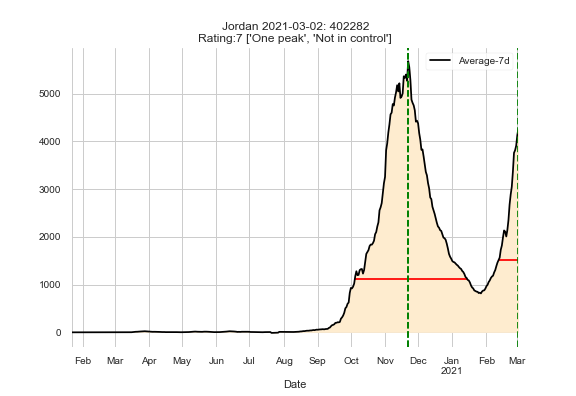 Jordan 2021-03-02: 402282
Rating:7 ['One peak', 'Not in control']
Average-7d
5000
4000
3000
2000
1000
0
Feb Mar Apr May Jun Jul Aug Sep Oct Nov Dec Jan Feb Mar
2021
Date